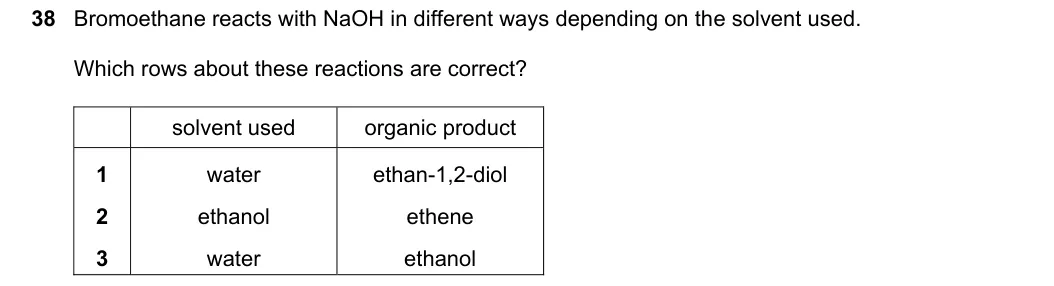 38 Bromoethane reacts with NaOH in different ways depending on the solvent used.
Which rows about these reactions are correct?
solvent used organic product
1 water ethan-1,2-diol
2 ethanol ethene
3 water ethanol